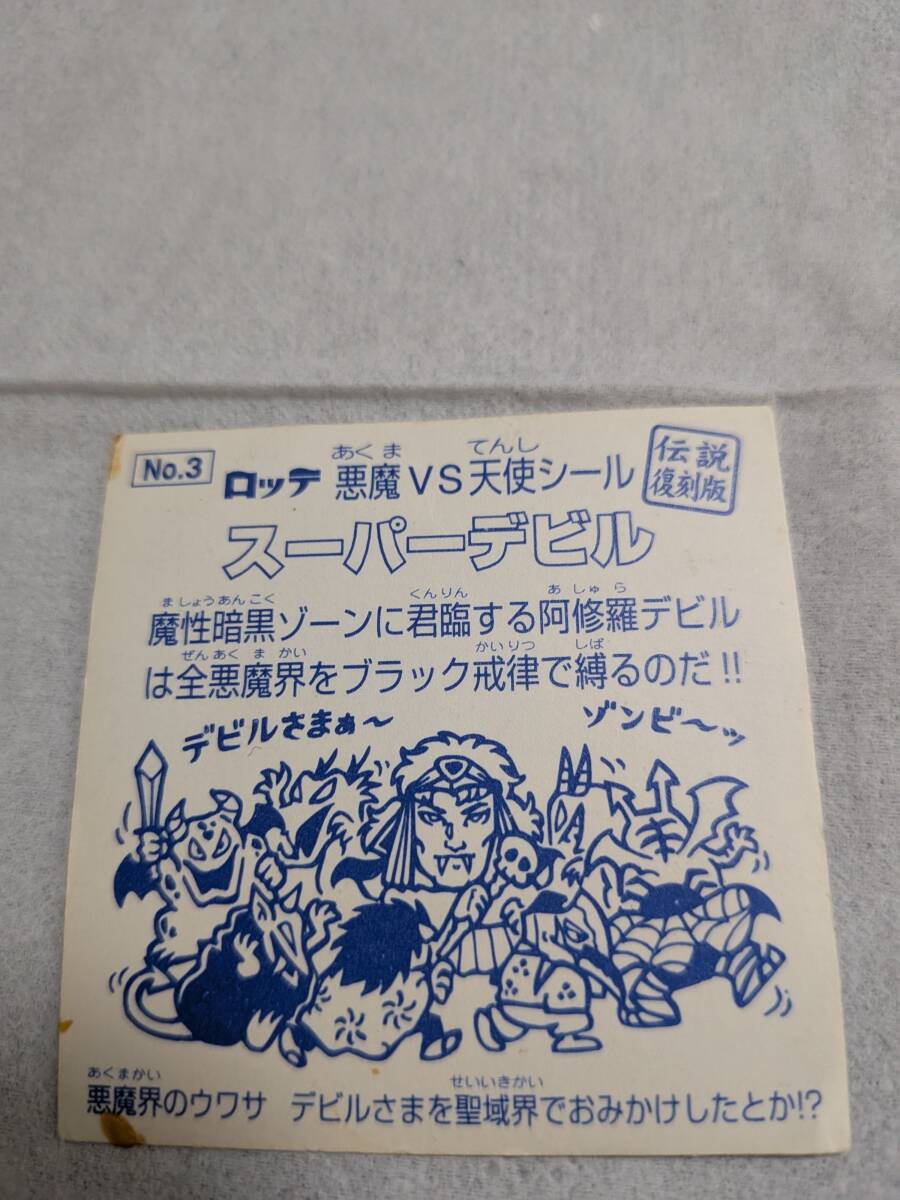 No.3
あくま てんし
ロッテ 悪魔VS天使シール
伝説
復刻版
スーパーデビル
ましょうあんこく くんりん あしゅら
魔性暗黒ゾーンに君臨する阿修羅デビル
ぜんあくまかい かいりつ しば
は全悪魔界をブラック戒律で縛るのだ!!
デビルさまぁ〜
ゾンビ〜ッ
あくまかい せいいきかい
悪魔界のウワサ デビルさまを聖域界でおみかけしたとか!?